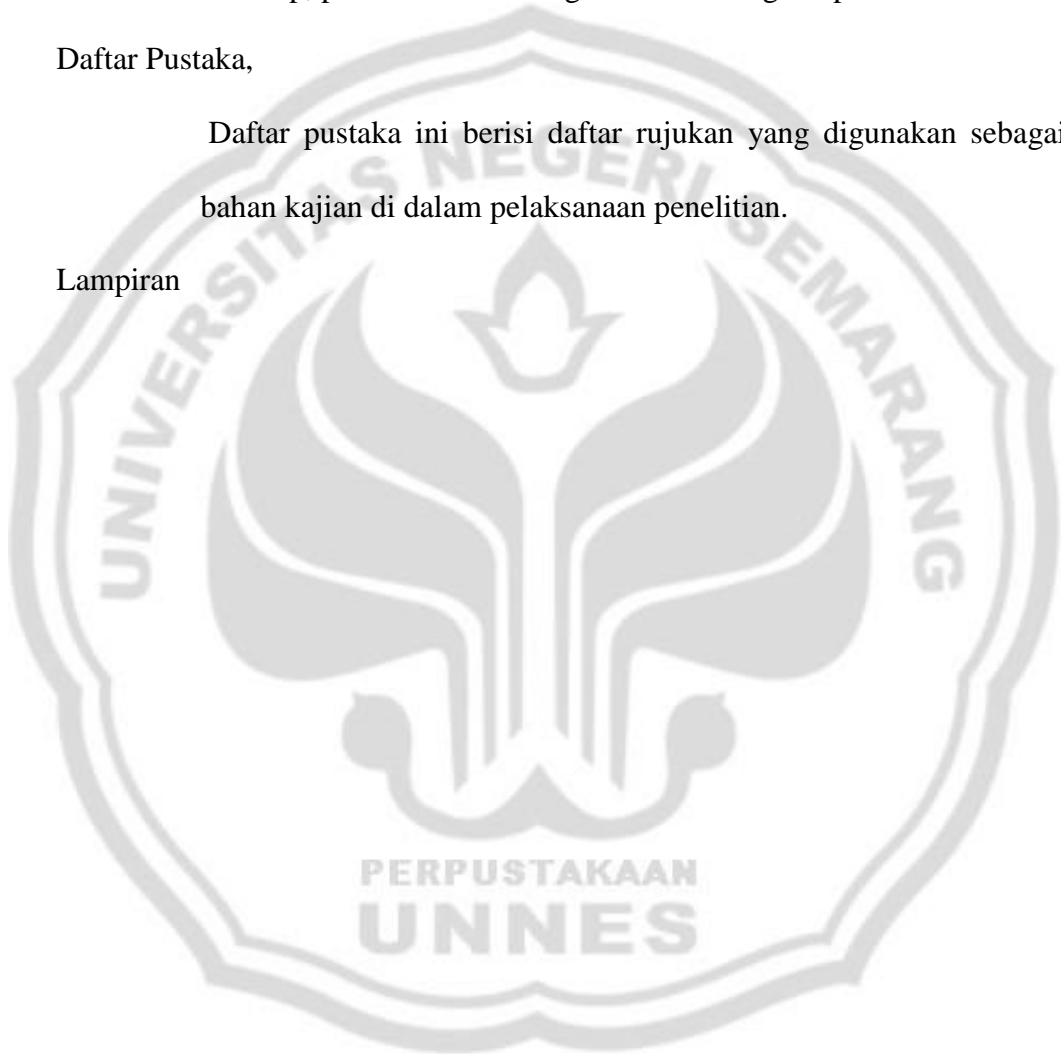 Daftar Pustaka,
Daftar pustaka ini berisi daftar rujukan yang digunakan sebagai
bahan kajian di dalam pelaksanaan penelitian.
Lampiran
UNIVERSITAS NEGERI SEMARANG
PERPUSTAKAAN
UNNES